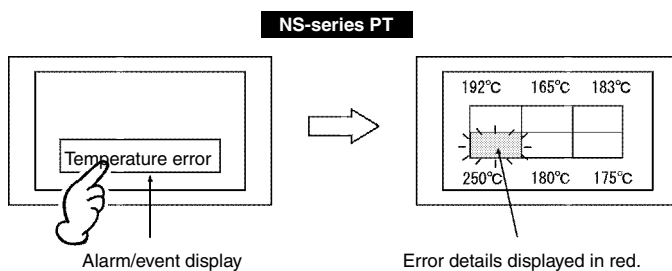 NS-series PT
Temperature error
Alarm/event display
192°C 165°C 183°C
250°C 180°C 175°C
Error details displayed in red.